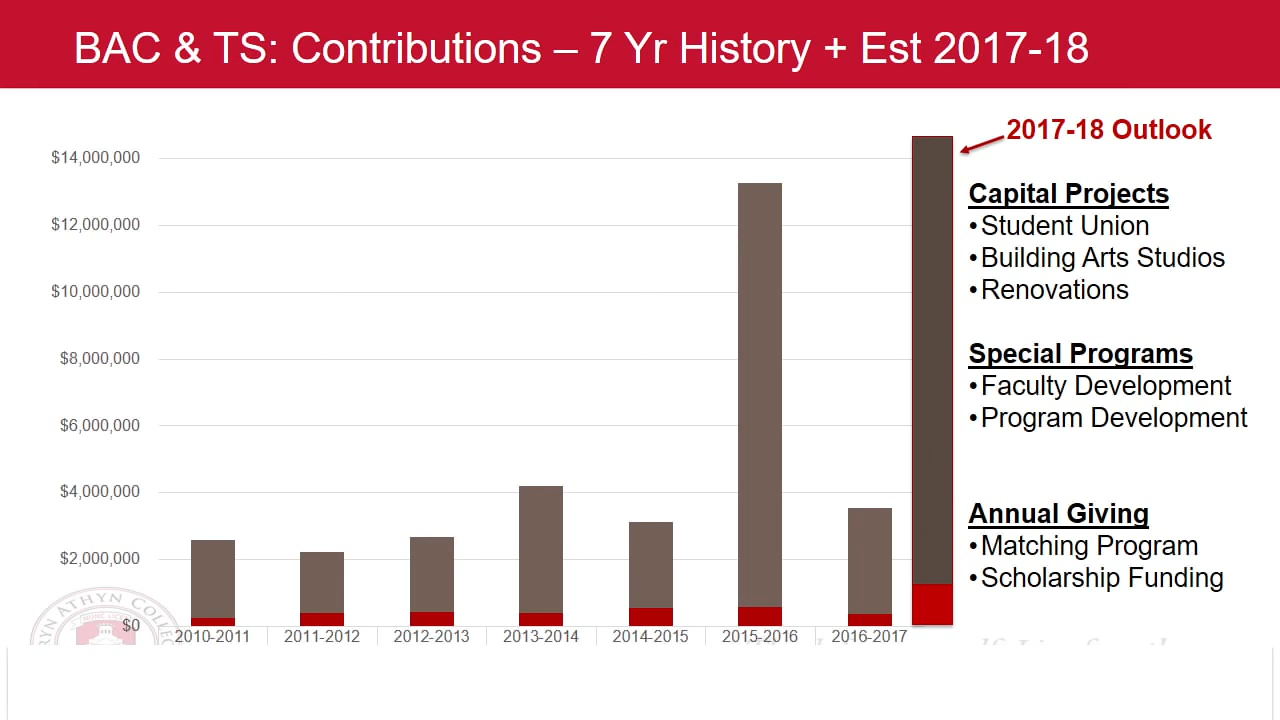 BAC & TS: Contributions – 7 Yr History + Est 2017-18
2017-18 Outlook
$14,000,000
$12,000,000
$10,000,000
$8,000,000
$6,000,000
$4,000,000
$2,000,000
$0
2010-2011
2011-2012
2012-2013
2013-2014
2014-2015
2015-2016
2016-2017
Capital Projects
•Student Union
•Building Arts Studios
•Renovations
Special Programs
•Faculty Development
•Program Development
Annual Giving
•Matching Program
•Scholarship Funding
ATHYN